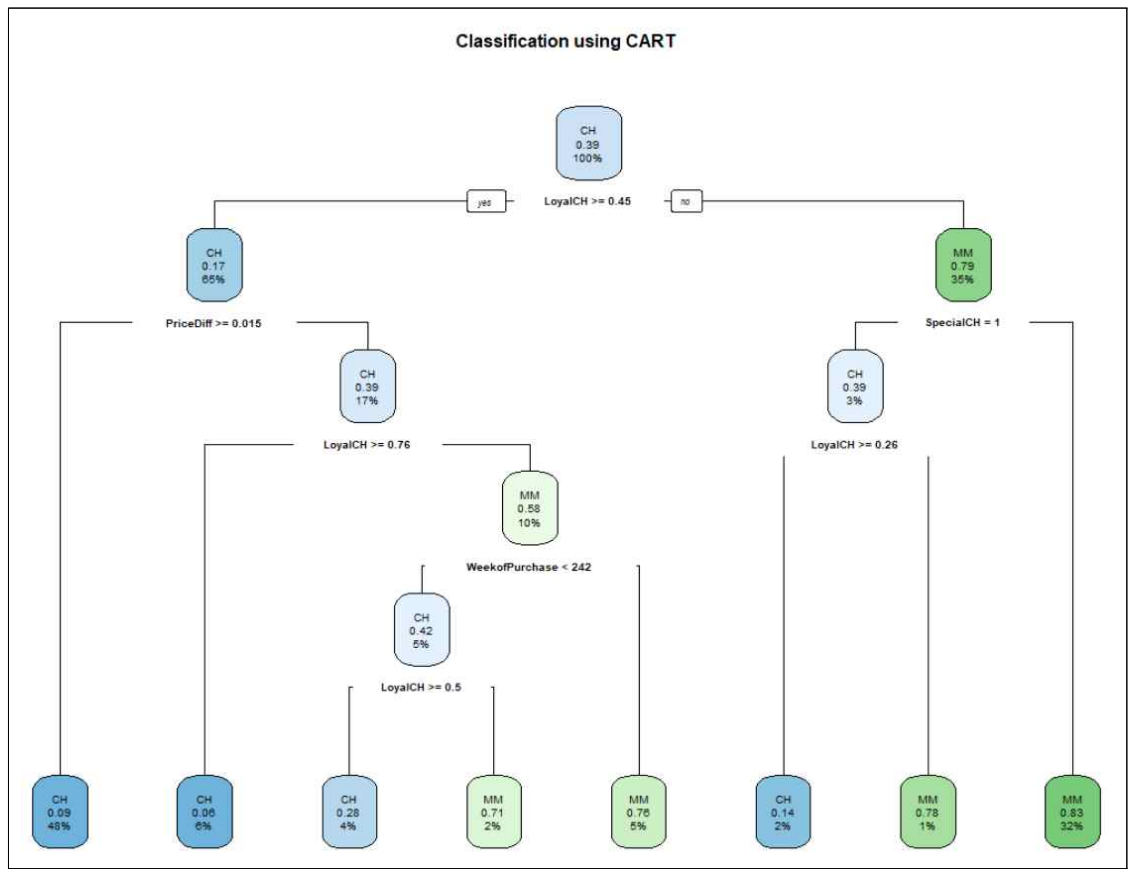 Classification using CART
CH
0.39
100%
yes
LoyalCH >= 0.45
no
CH
0.17
65%
MM
0.79
35%
PriceDiff >= 0.015
SpecialCH = 1
CH
0.39
17%
CH
0.39
3%
LoyalCH >= 0.76
LoyalCH >= 0.26
MM
0.58
10%
WeekofPurchase < 242
CH
0.42
5%
LoyalCH >= 0.5
CH
0.09
48%
CH
0.06
6%
CH
0.28
4%
MM
0.71
2%
MM
0.76
5%
CH
0.14
2%
MM
0.78
1%
MM
0.83
32%